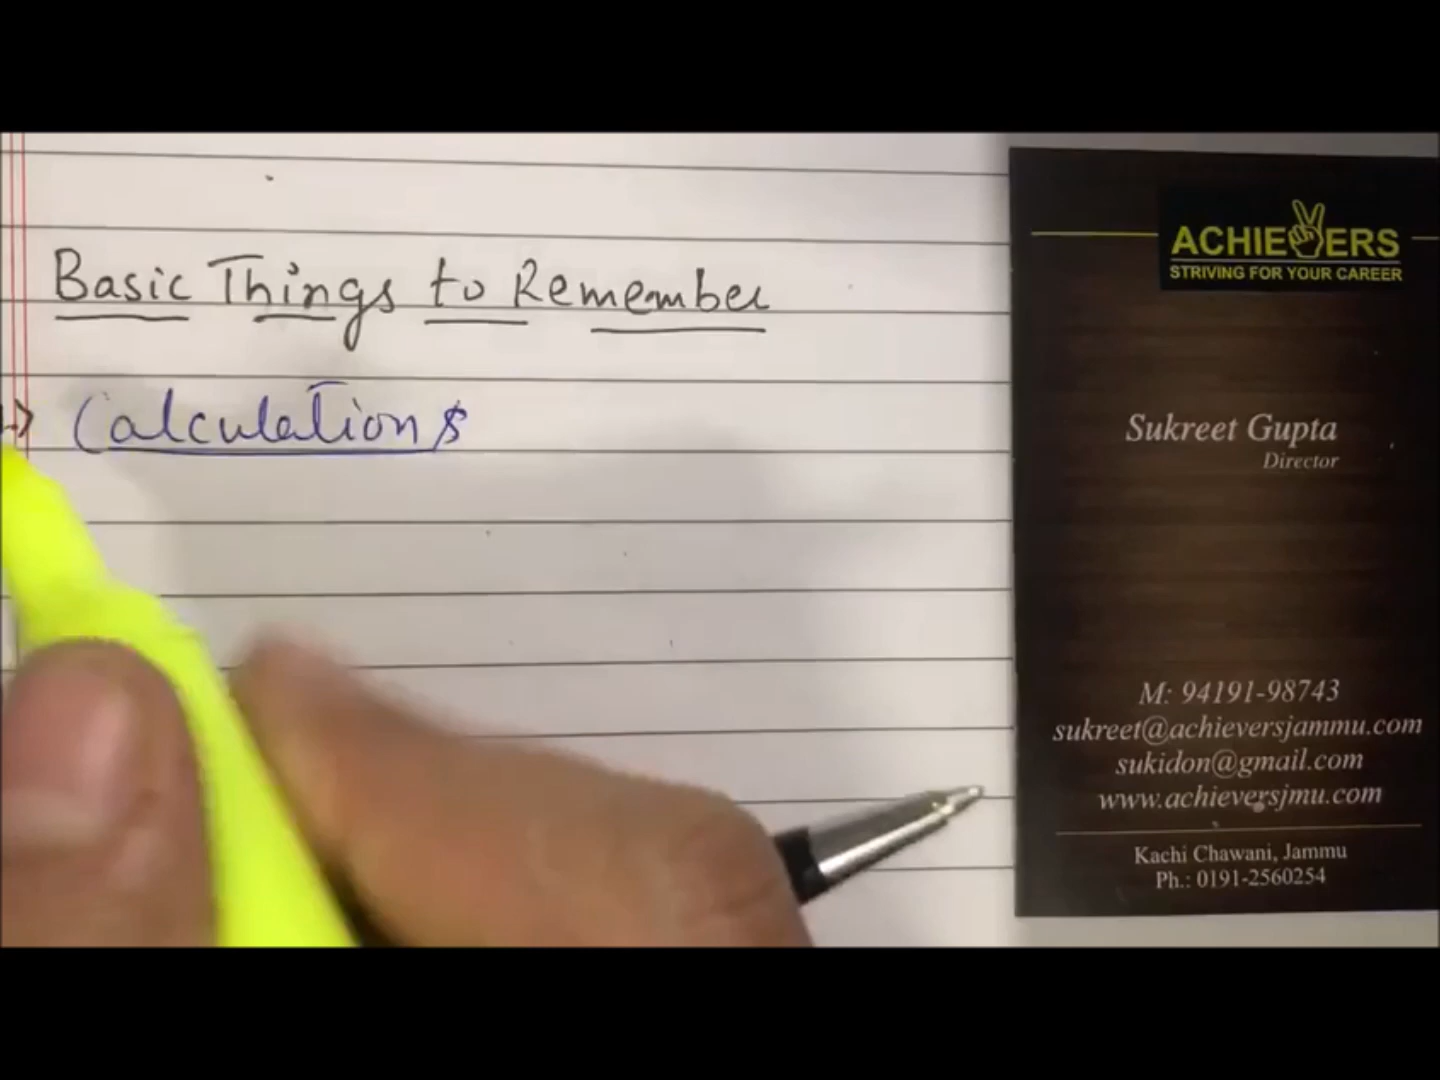 Basic Things to Remember
→ Calculations
ACHIEVERS
STRIVING FOR YOUR CAREER
Sukreet Gupta
Director
M: 94191-98743
sukreet@achieversjammu.com
sukidon@gmail.com
www.achieversjmu.com
Kachi Chawani, Jammu
Ph.: 0191-2560254